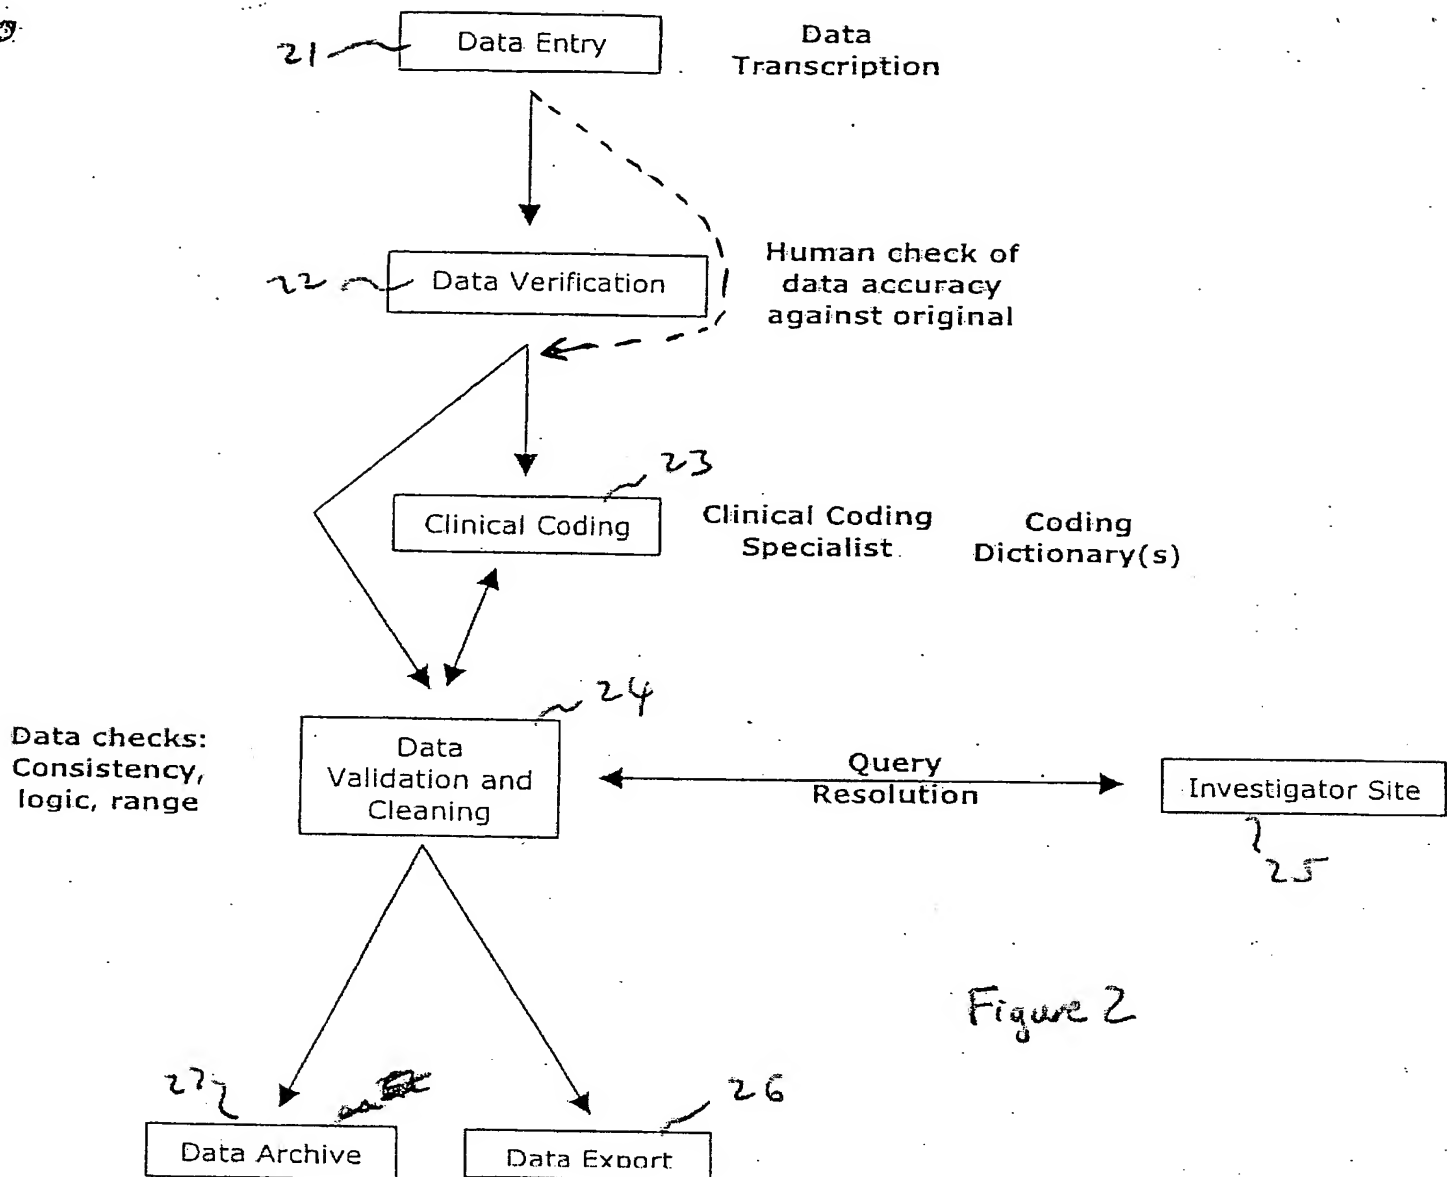 21
Data Entry
Data
Transcription
22
Data Verification
Human check of
data accuracy
against original
23
Clinical Coding
Clinical Coding
Specialist
Coding
Dictionary(s)
24
Data checks:
Consistency,
logic, range
Data
Validation and
Cleaning
Query
Resolution
Investigator Site
25
Figure 2
27
26
Data Archive
Data Export